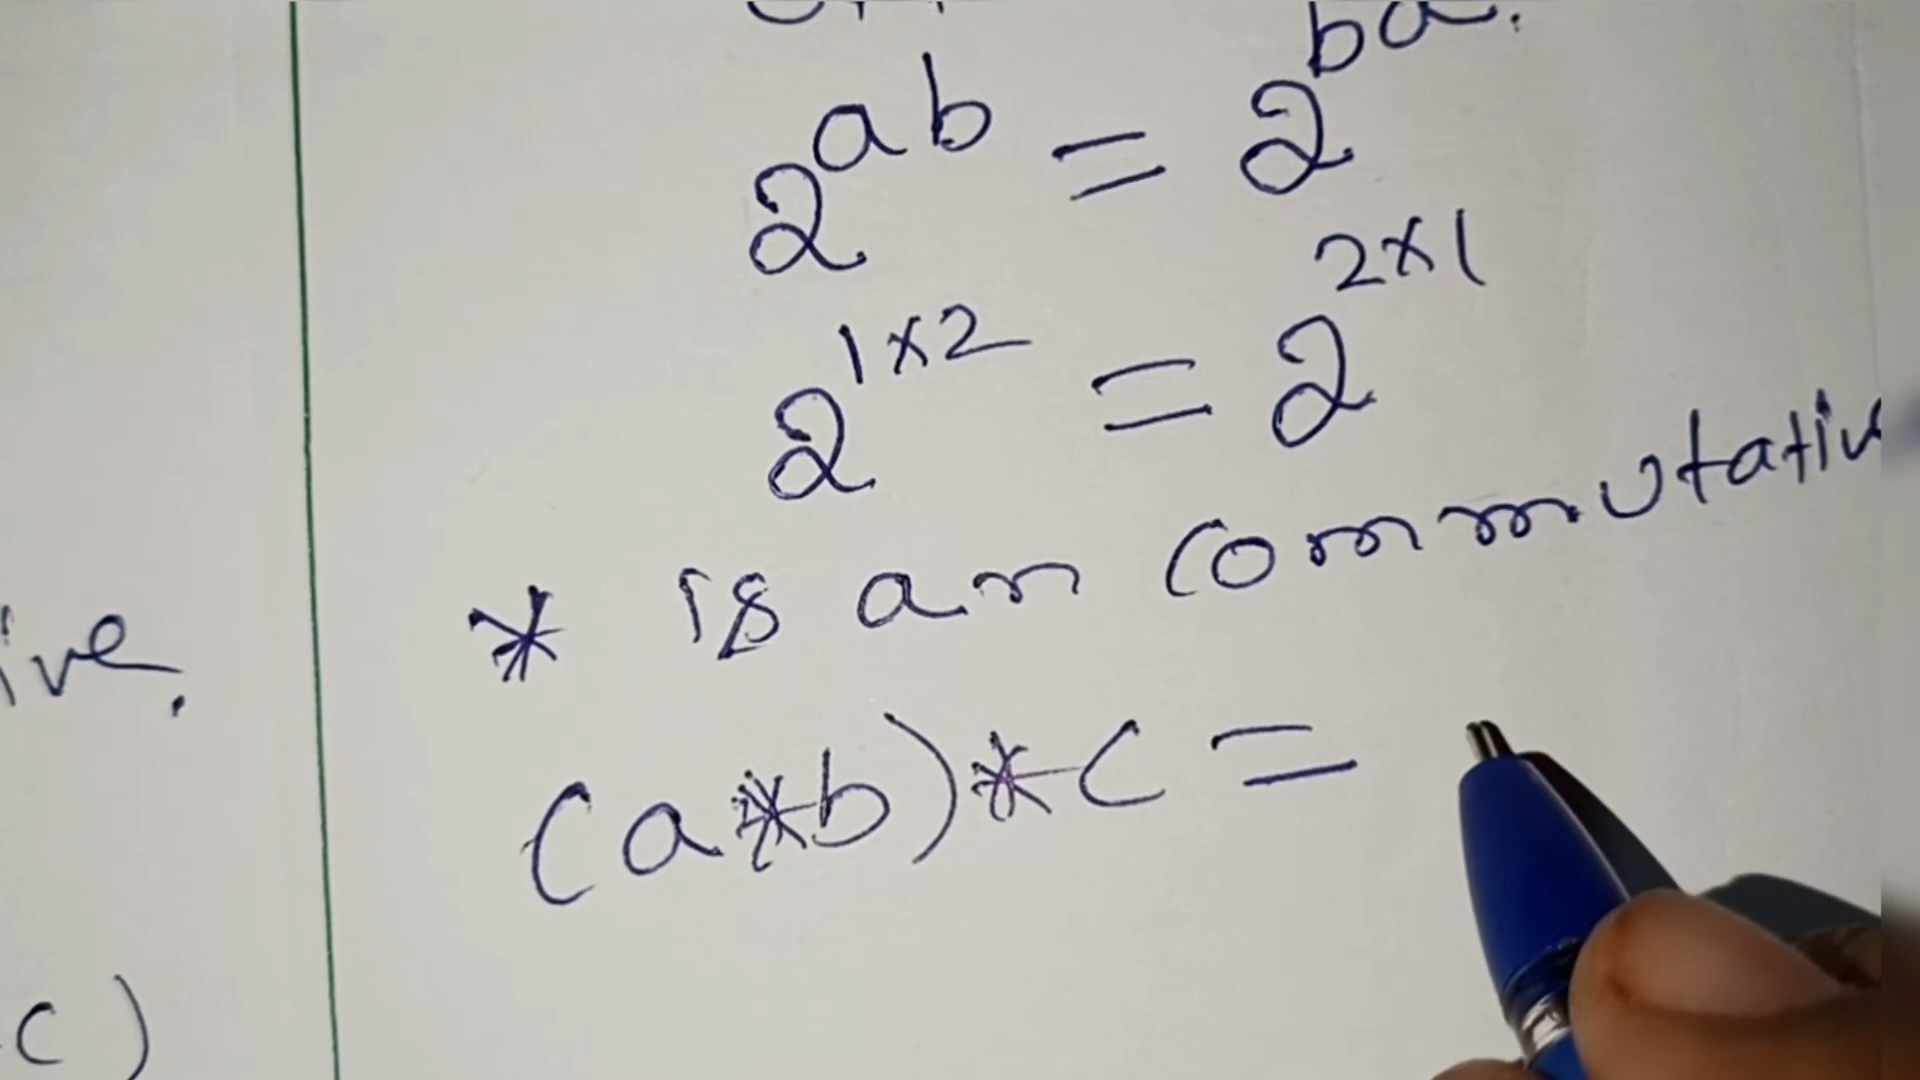 2^ab = 2^ba.
2^1×2 = 2^2×1
* is an commutativ
(a*b)*c =
ive.
c)